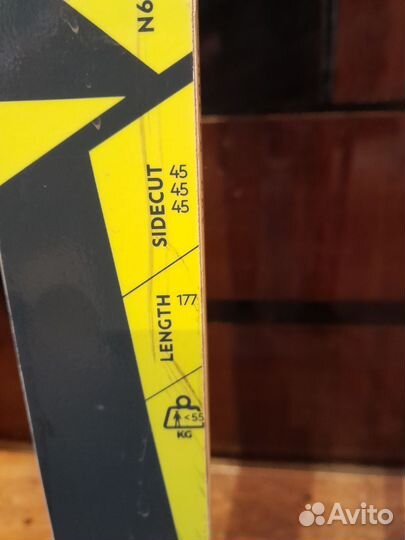 N6
SIDECUT 45
45
45
LENGTH 177
<55
KG
Avito